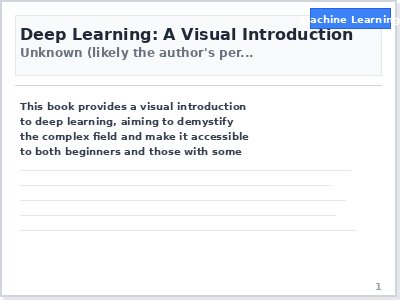 Machine Learning
Deep Learning: A Visual Introduction
Unknown (likely the author's per...
This book provides a visual introduction
to deep learning, aiming to demystify
the complex field and make it accessible
to both beginners and those with some
1